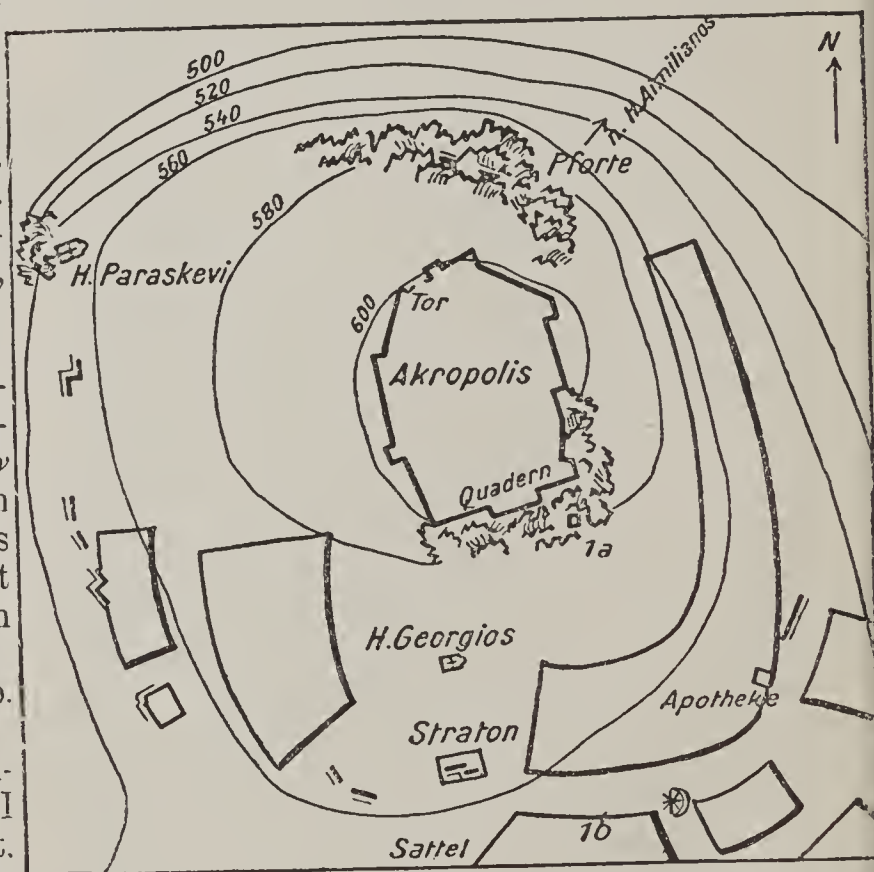 500
520
540
560
580
600
N
n. H. Aimilianos
Pforte
H. Paraskevi
Tor
Akropolis
Quadern
1a
H. Georgios
Apotheke
Straton
1b
Sattel
n
s
t
n
o.
I
t.